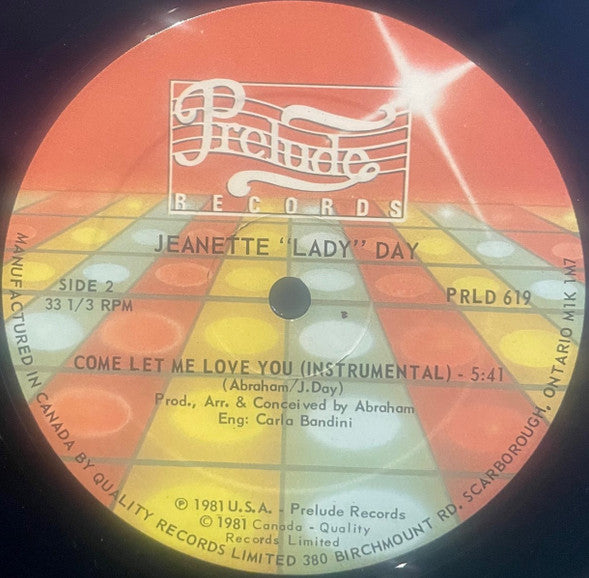 Prelude
RECORDS
JEANETTE "LADY" DAY
SIDE 2
33 1/3 RPM
PRLD 619
COME LET ME LOVE YOU (INSTRUMENTAL) - 5:41
(Abraham/J.Day)
Prod., Arr. & Conceived by Abraham
Eng: Carla Bandini
℗ 1981 U.S.A. - Prelude Records
© 1981 Canada - Quality
Records Limited
MANUFACTURED IN CANADA BY QUALITY RECORDS LIMITED 380 BIRCHMOUNT RD. SCARBOROUGH, ONTARIO M1K 1M7